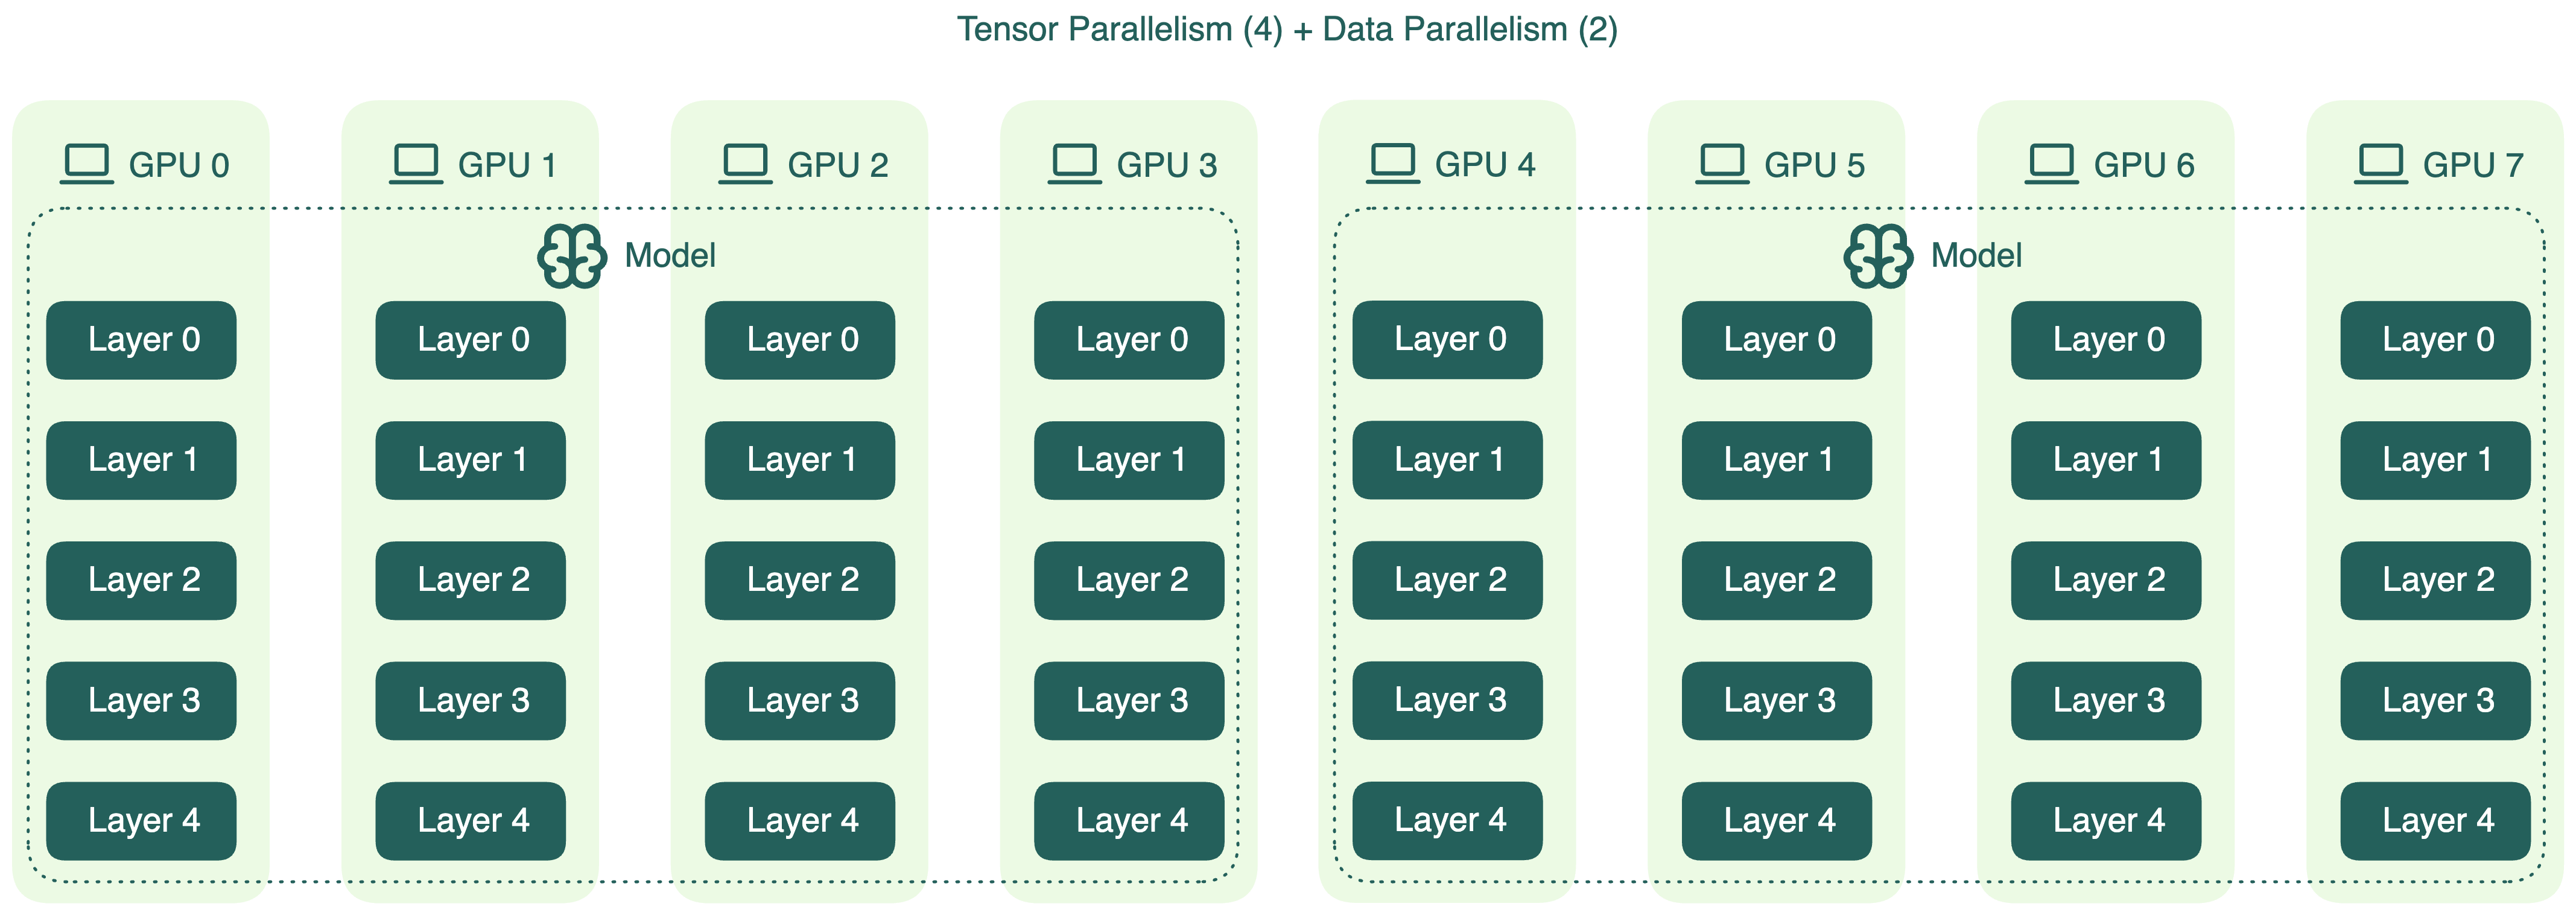 Tensor Parallelism (4) + Data Parallelism (2)
GPU 0 GPU 1 GPU 2 GPU 3 GPU 4 GPU 5 GPU 6 GPU 7
Model Model
Layer 0 Layer 0 Layer 0 Layer 0 Layer 0 Layer 0 Layer 0 Layer 0
Layer 1 Layer 1 Layer 1 Layer 1 Layer 1 Layer 1 Layer 1 Layer 1
Layer 2 Layer 2 Layer 2 Layer 2 Layer 2 Layer 2 Layer 2 Layer 2
Layer 3 Layer 3 Layer 3 Layer 3 Layer 3 Layer 3 Layer 3 Layer 3
Layer 4 Layer 4 Layer 4 Layer 4 Layer 4 Layer 4 Layer 4 Layer 4